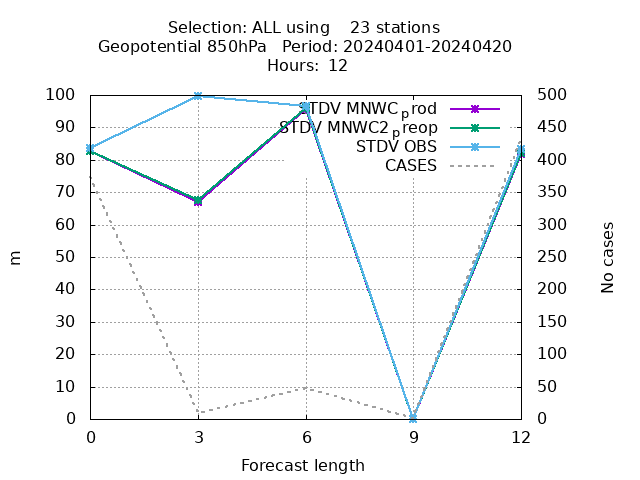 Selection: ALL using 23 stations
Geopotential 850hPa Period: 20240401-20240420
Hours: 12
100 500
TDV MNWC_prod
90 450
STDV MNWC2_preop
STDV OBS
80 400
CASES
70 350
60 300
50 250
m
No cases
40 200
30 150
20 100
10 50
0 0
0 3 6 9 12
Forecast length